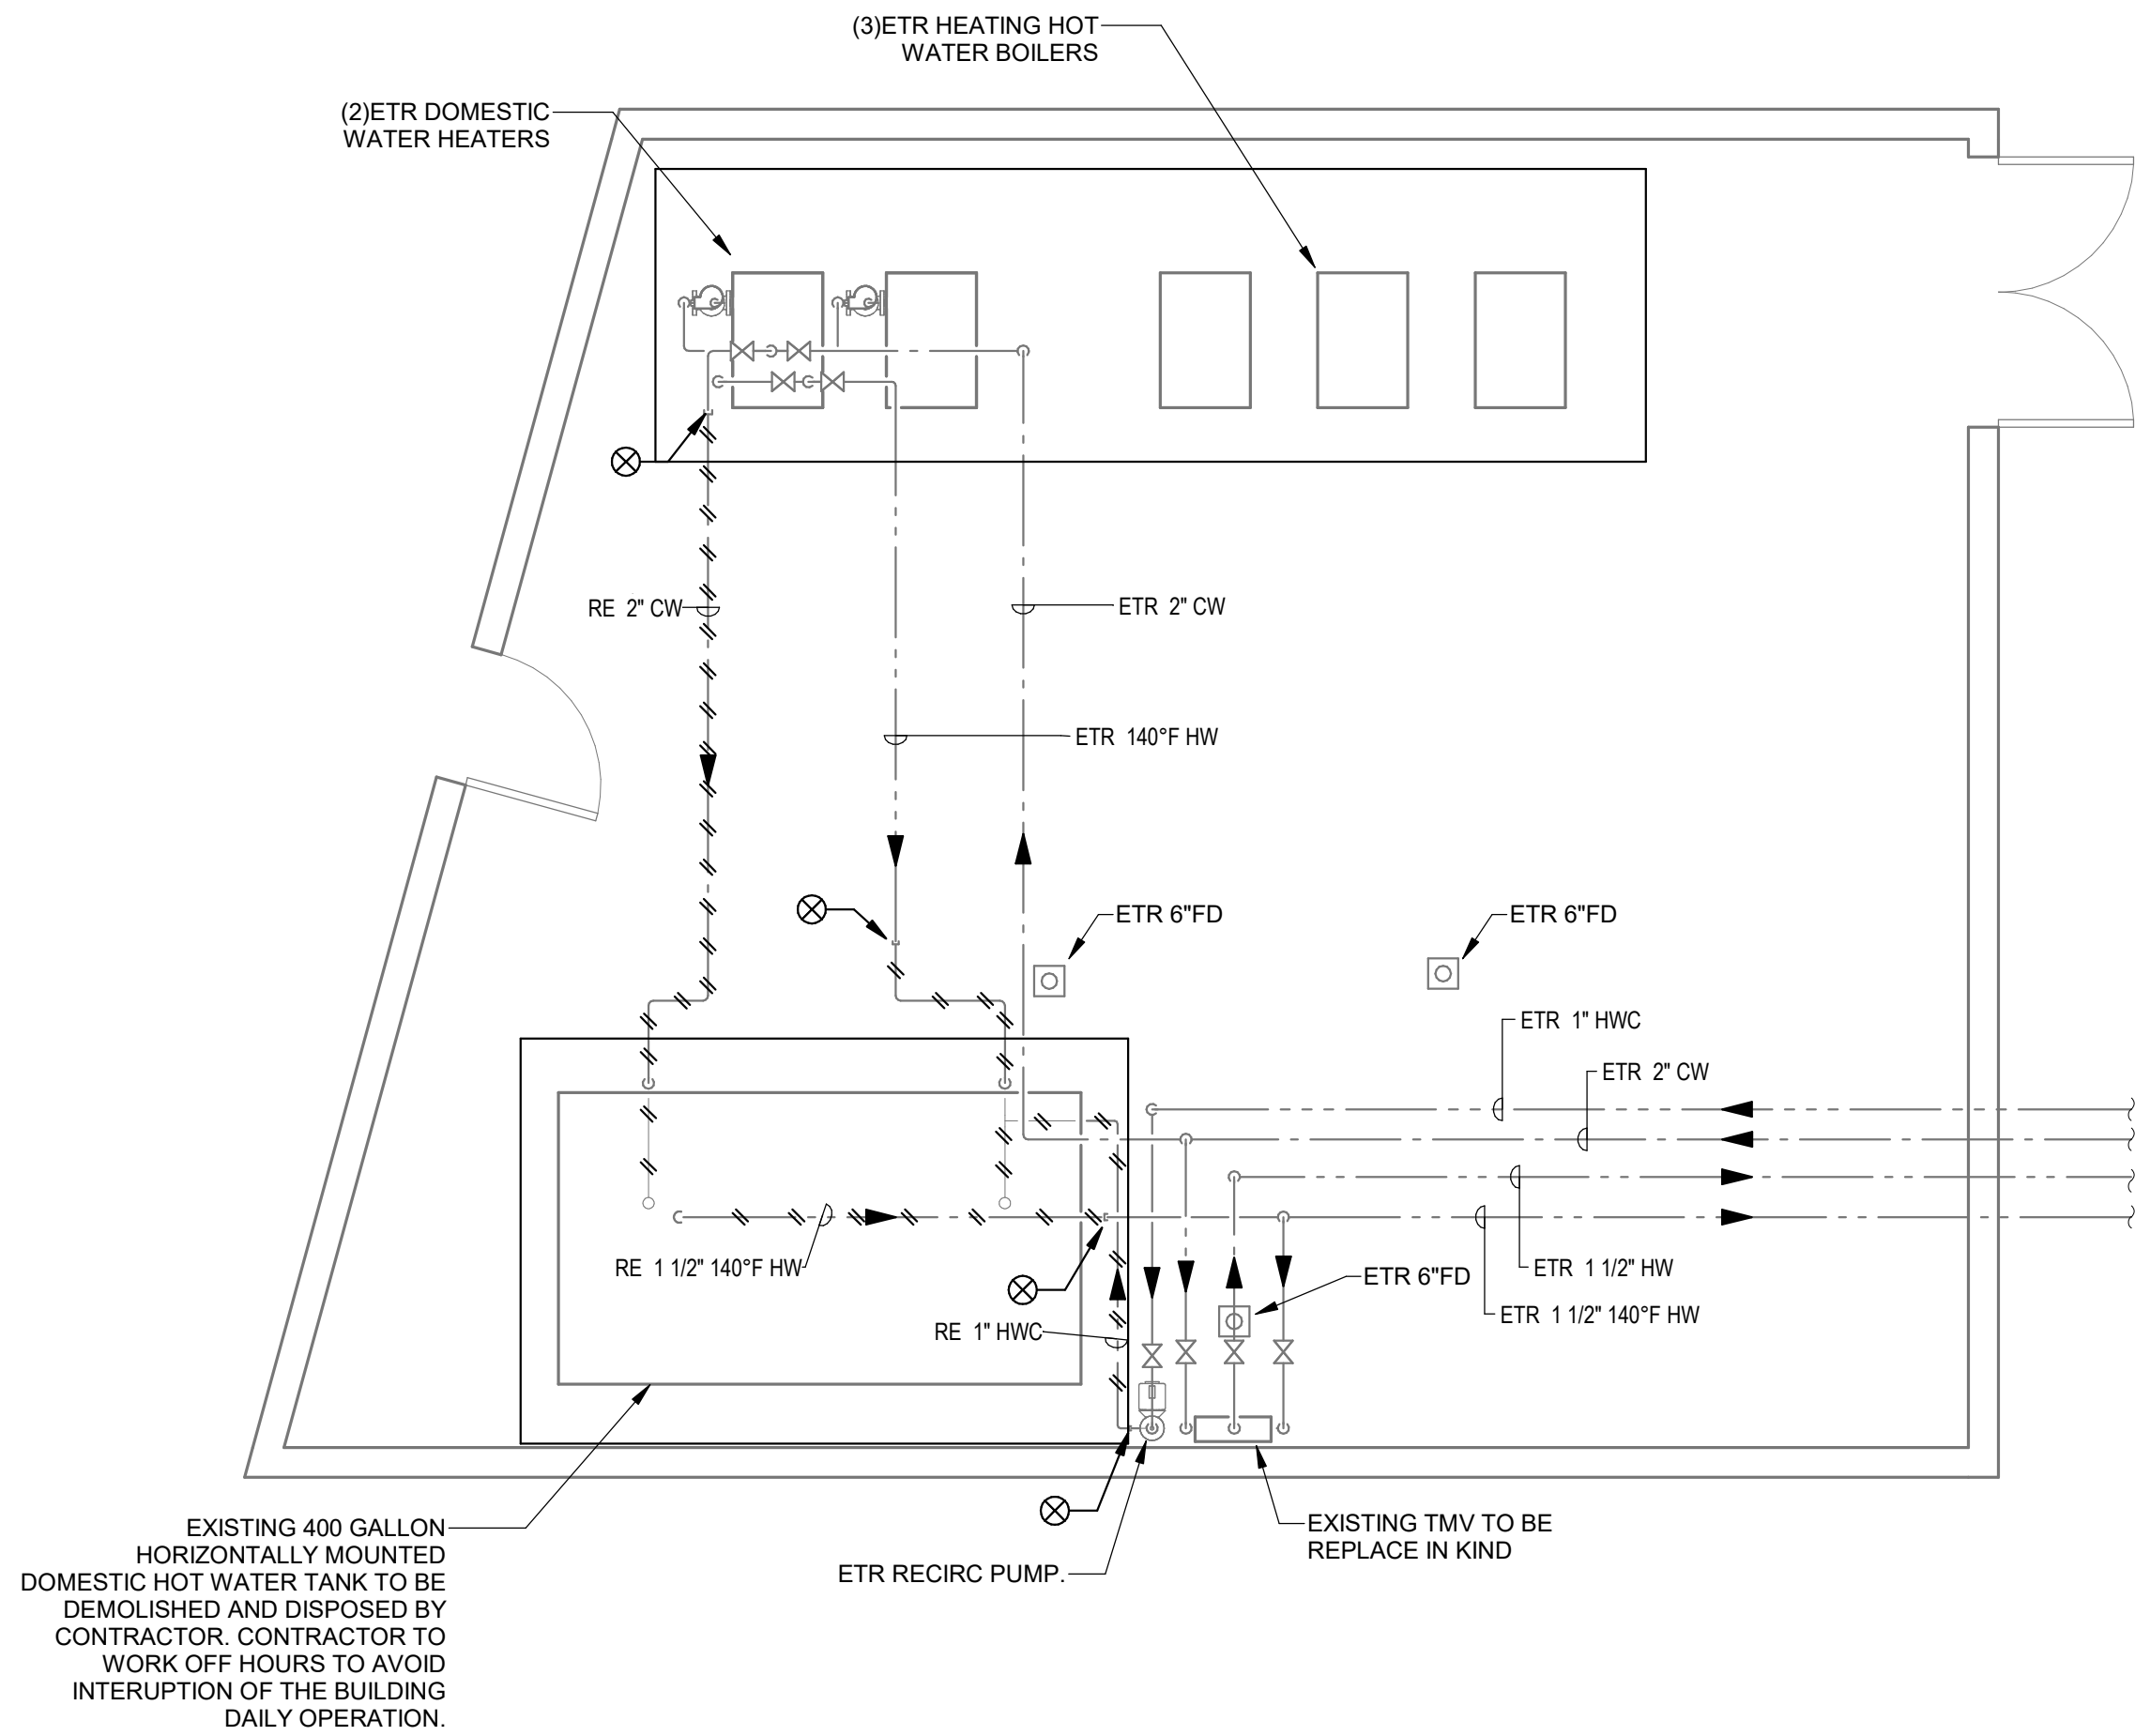 (3)ETR HEATING HOT
WATER BOILERS
(2)ETR DOMESTIC
WATER HEATERS
RE 2" CW
ETR 2" CW
ETR 140°F HW
ETR 6"FD
ETR 6"FD
ETR 1" HWC
ETR 2" CW
RE 1 1/2" 140°F HW
ETR 1 1/2" HW
ETR 6"FD
ETR 1 1/2" 140°F HW
RE 1" HWC
EXISTING 400 GALLON
HORIZONTALLY MOUNTED
DOMESTIC HOT WATER TANK TO BE
DEMOLISHED AND DISPOSED BY
CONTRACTOR. CONTRACTOR TO
WORK OFF HOURS TO AVOID
INTERUPTION OF THE BUILDING
DAILY OPERATION.
ETR RECIRC PUMP.
EXISTING TMV TO BE
REPLACE IN KIND